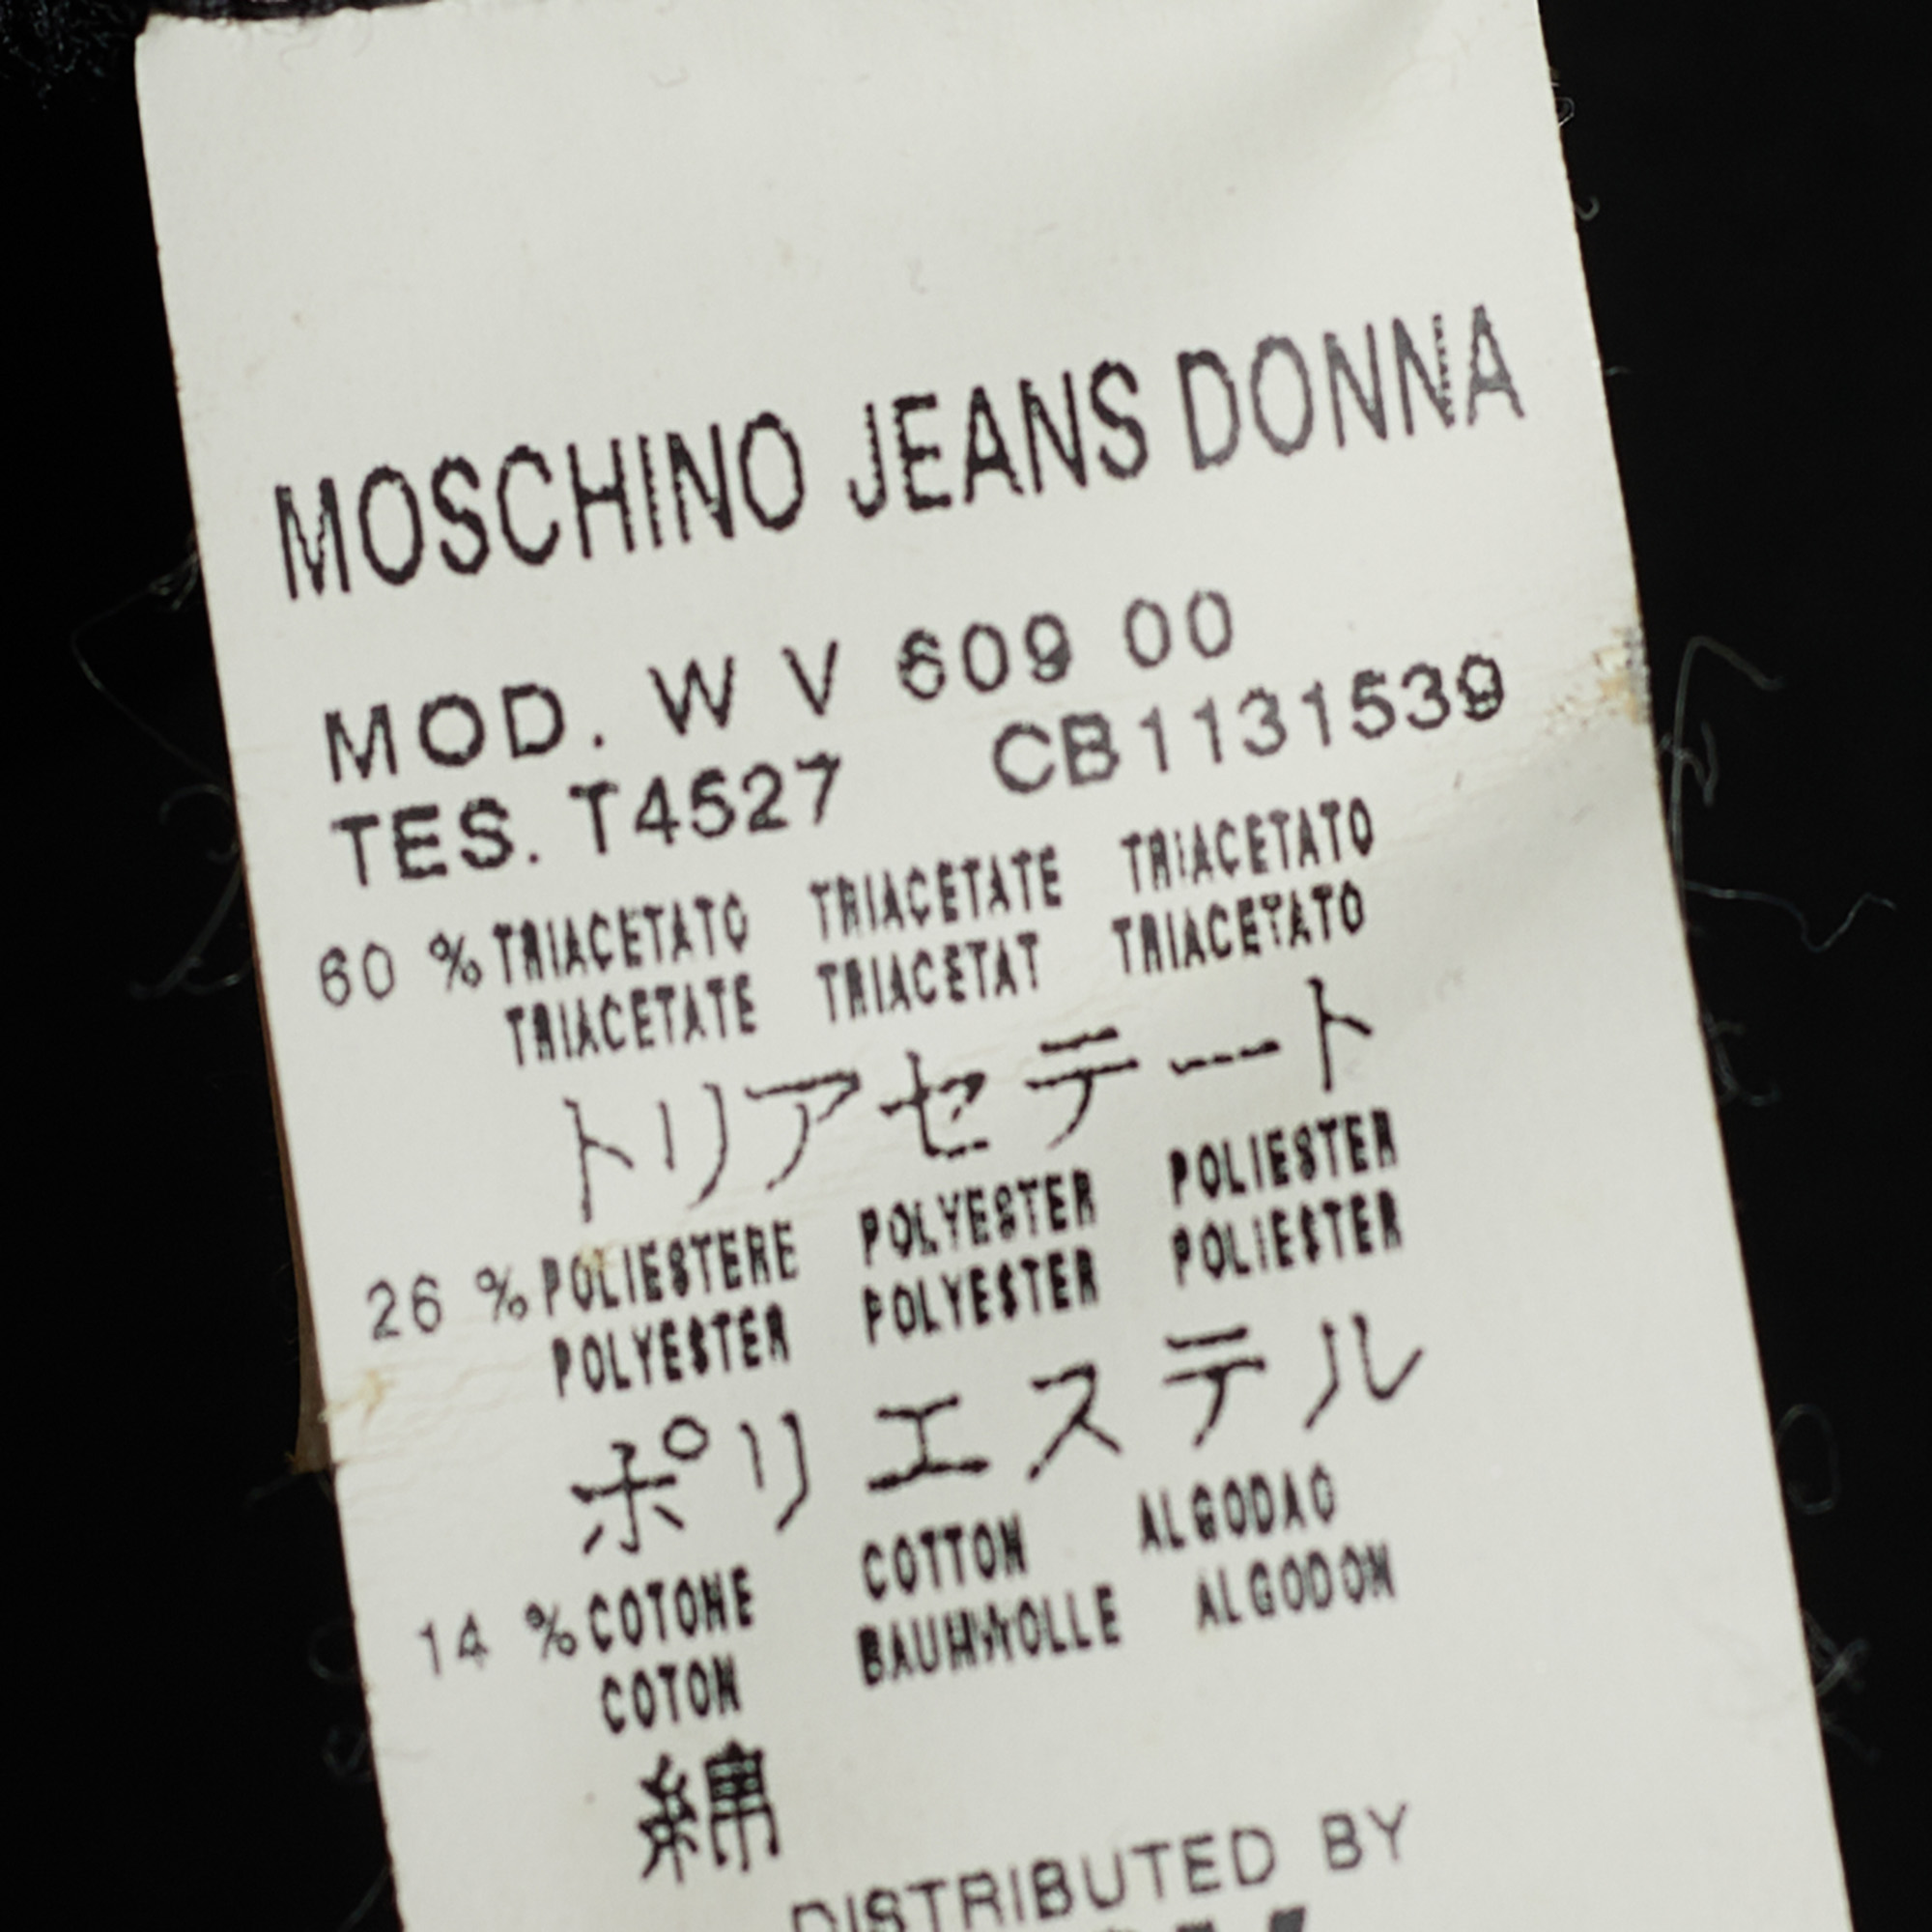 MOSCHINO JEANS DONNA
MOD. W V 609 00
TES. T4527 CB1131539
60 % TRIACETATO TRIACETATE TRIACETATO
TRIACETATE TRIACETAT TRIACETATO
トリアセテート
26 % POLIESTERE POLYESTER POLIESTER
POLYESTER POLYESTER POLIESTER
ポリエステル
14 % COTONE COTTON ALGODAO
COTON BAUMWOLLE ALGODON
綿
DISTRIBUTED BY